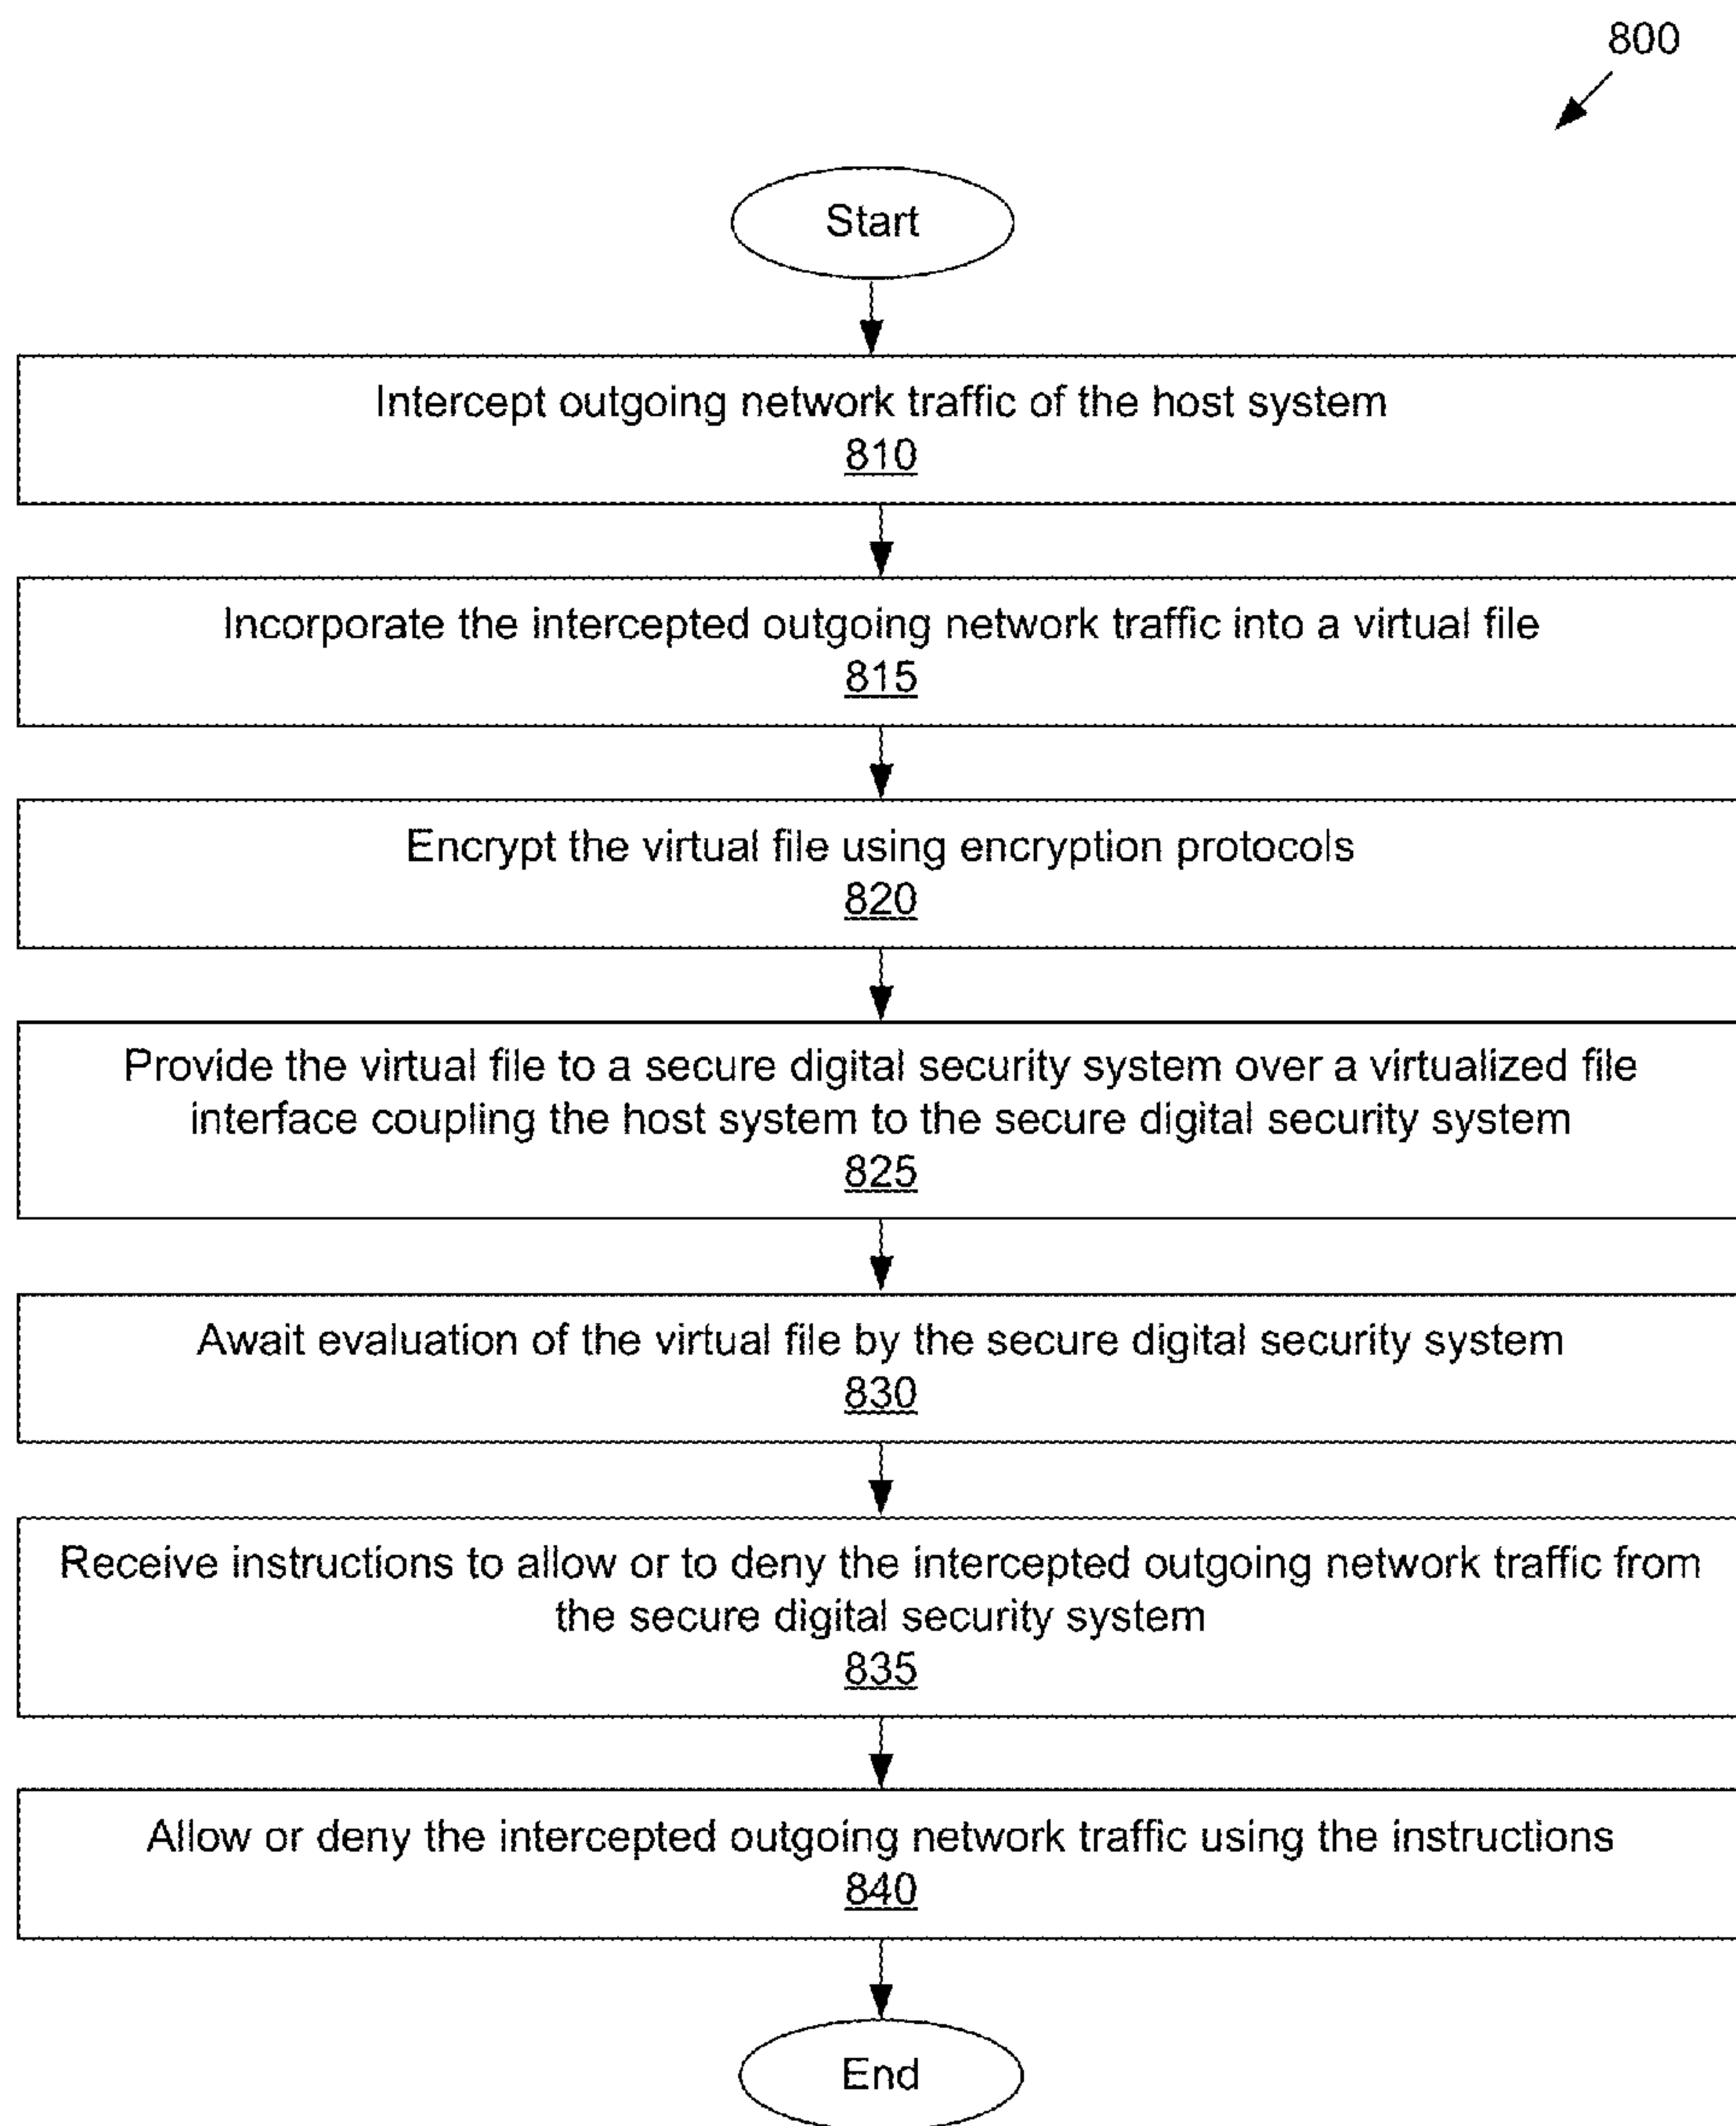 800
Start
Intercept outgoing network traffic of the host system
810
Incorporate the intercepted outgoing network traffic into a virtual file
815
Encrypt the virtual file using encryption protocols
820
Provide the virtual file to a secure digital security system over a virtualized file
interface coupling the host system to the secure digital security system
825
Await evaluation of the virtual file by the secure digital security system
830
Receive instructions to allow or to deny the intercepted outgoing network traffic from
the secure digital security system
835
Allow or deny the intercepted outgoing network traffic using the instructions
840
End